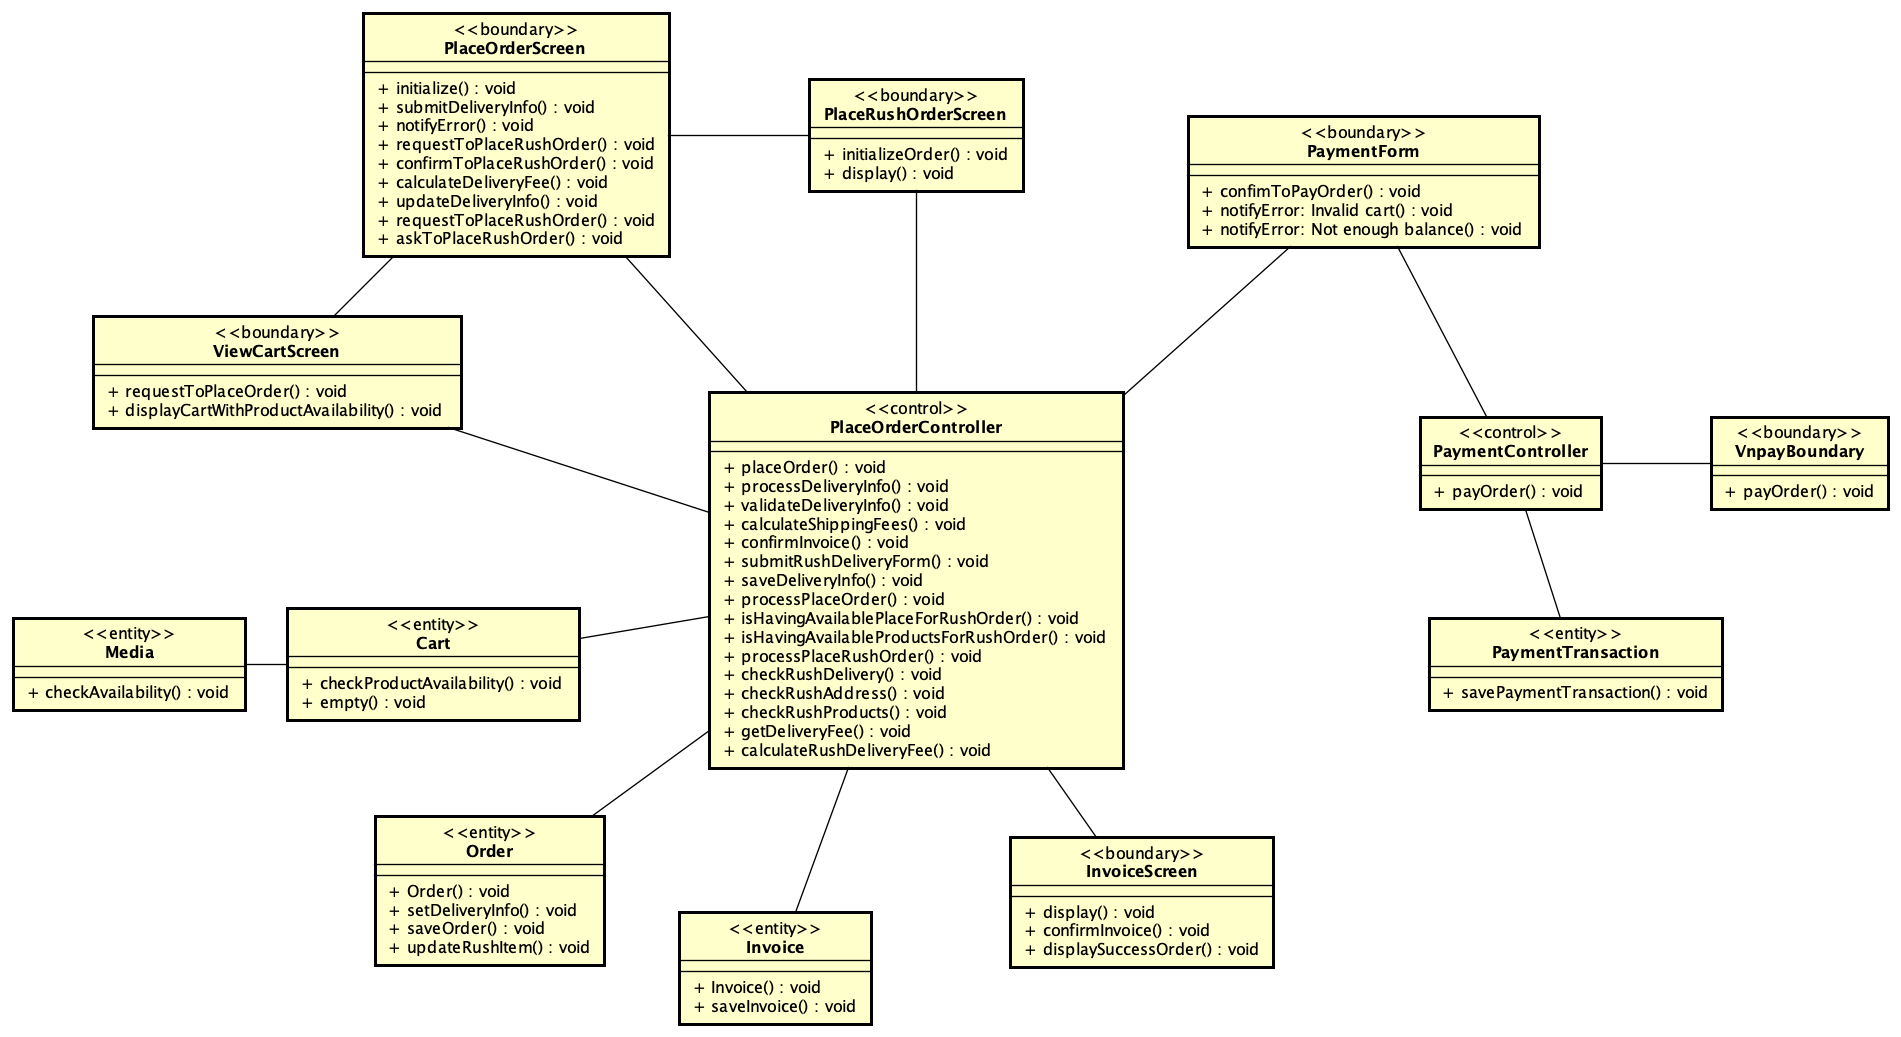 <<boundary>>
PlaceOrderScreen
+ initialize() : void
+ submitDeliveryInfo() : void
+ notifyError() : void
+ requestToPlaceRushOrder() : void
+ confirmToPlaceRushOrder() : void
+ calculateDeliveryFee() : void
+ updateDeliveryInfo() : void
+ requestToPlaceRushOrder() : void
+ askToPlaceRushOrder() : void
<<boundary>>
PlaceRushOrderScreen
+ initializeOrder() : void
+ display() : void
<<boundary>>
PaymentForm
+ confimToPayOrder() : void
+ notifyError: Invalid cart() : void
+ notifyError: Not enough balance() : void
<<boundary>>
ViewCartScreen
+ requestToPlaceOrder() : void
+ displayCartWithProductAvailability() : void
<<control>>
PlaceOrderController
+ placeOrder() : void
+ processDeliveryInfo() : void
+ validateDeliveryInfo() : void
+ calculateShippingFees() : void
+ confirmInvoice() : void
+ submitRushDeliveryForm() : void
+ saveDeliveryInfo() : void
+ processPlaceOrder() : void
+ isHavingAvailablePlaceForRushOrder() : void
+ isHavingAvailableProductsForRushOrder() : void
+ processPlaceRushOrder() : void
+ checkRushDelivery() : void
+ checkRushAddress() : void
+ checkRushProducts() : void
+ getDeliveryFee() : void
+ calculateRushDeliveryFee() : void
<<control>>
PaymentController
+ payOrder() : void
<<boundary>>
VnpayBoundary
+ payOrder() : void
<<entity>>
Media
+ checkAvailability() : void
<<entity>>
Cart
+ checkProductAvailability() : void
+ empty() : void
<<entity>>
PaymentTransaction
+ savePaymentTransaction() : void
<<entity>>
Order
+ Order() : void
+ setDeliveryInfo() : void
+ saveOrder() : void
+ updateRushItem() : void
<<entity>>
Invoice
+ Invoice() : void
+ saveInvoice() : void
<<boundary>>
InvoiceScreen
+ display() : void
+ confirmInvoice() : void
+ displaySuccessOrder() : void